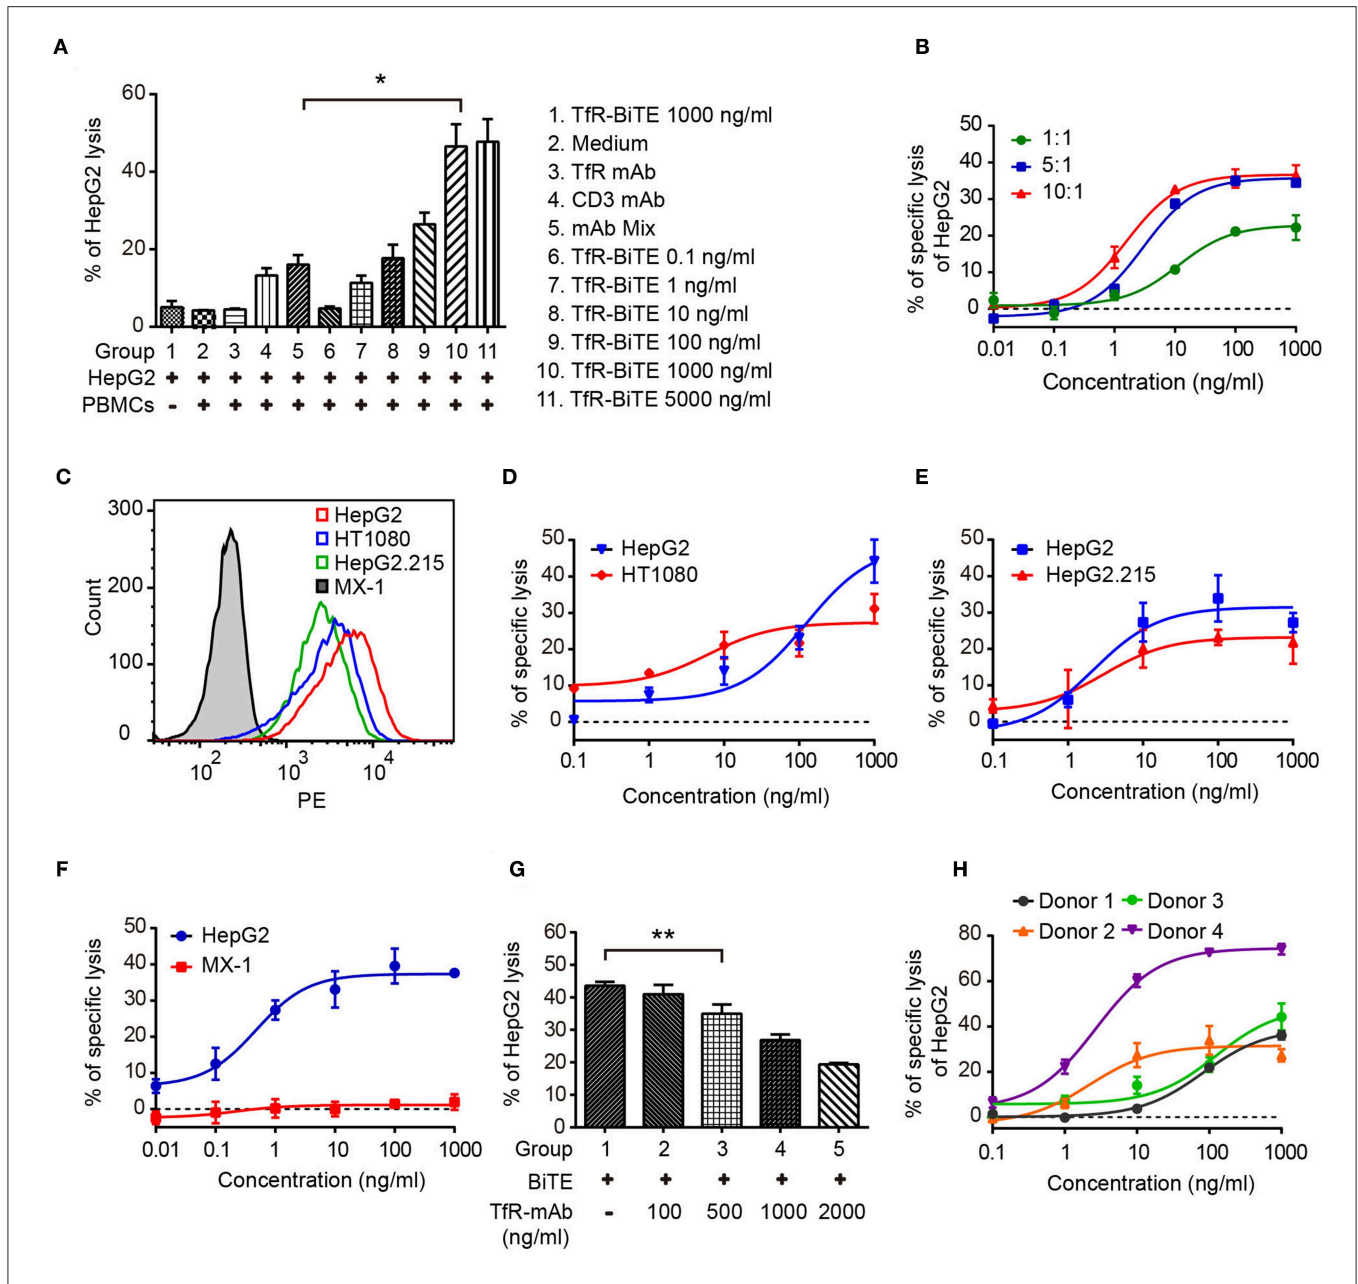 A
% of HepG2 lysis
60
40
20
0
*
Group 1 2 3 4 5 6 7 8 9 10 11
HepG2 + + + + + + + + + + +
PBMCs - + + + + + + + + + +
1. TfR-BiTE 1000 ng/ml
2. Medium
3. TfR mAb
4. CD3 mAb
5. mAb Mix
6. TfR-BiTE 0.1 ng/ml
7. TfR-BiTE 1 ng/ml
8. TfR-BiTE 10 ng/ml
9. TfR-BiTE 100 ng/ml
10. TfR-BiTE 1000 ng/ml
11. TfR-BiTE 5000 ng/ml
B
% of specific lysis
of HepG2
50
40
30
20
10
0
1:1
5:1
10:1
0.01 0.1 1 10 100 1000
Concentration (ng/ml)
C
Count
300
200
100
0
HepG2
HT1080
HepG2.215
MX-1
10² 10³ 10⁴
PE
D
% of specific lysis
50
40
30
20
10
0
HepG2
HT1080
0.1 1 10 100 1000
Concentration (ng/ml)
E
% of specific lysis
50
40
30
20
10
0
HepG2
HepG2.215
0.1 1 10 100 1000
Concentration (ng/ml)
F
% of specific lysis
50
40
30
20
10
0
HepG2
MX-1
0.01 0.1 1 10 100 1000
Concentration (ng/ml)
G
% of HepG2 lysis
60
50
40
30
20
10
0
**
Group 1 2 3 4 5
BiTE + + + + +
TfR-mAb - 100 500 1000 2000
(ng/ml)
H
Donor 1 Donor 3
Donor 2 Donor 4
% of specific lysis
of HepG2
80
60
40
20
0
0.1 1 10 100 1000
Concentration (ng/ml)